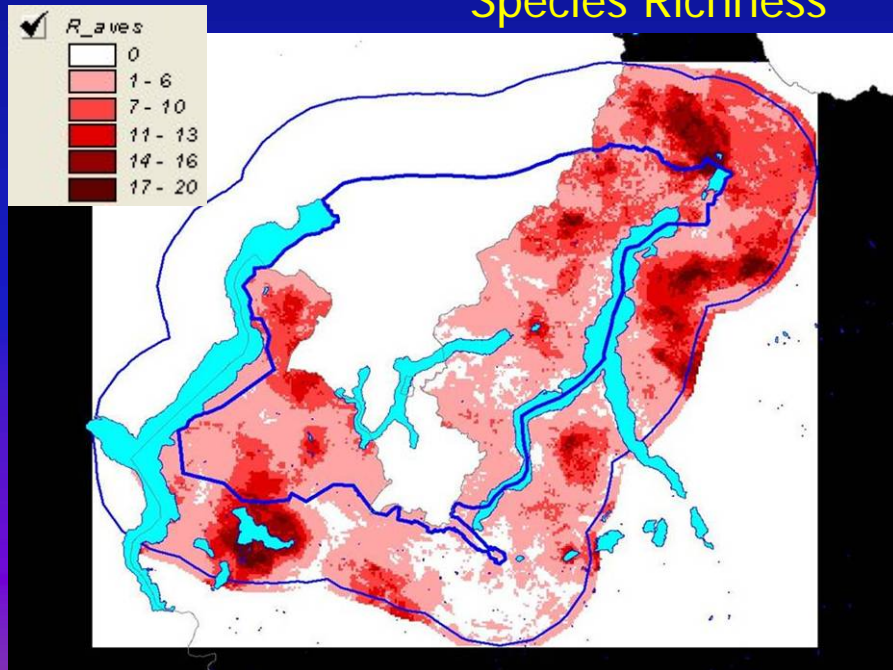 Species Richness
R_aves
0
1 - 6
7 - 10
11 - 13
14 - 16
17 - 20